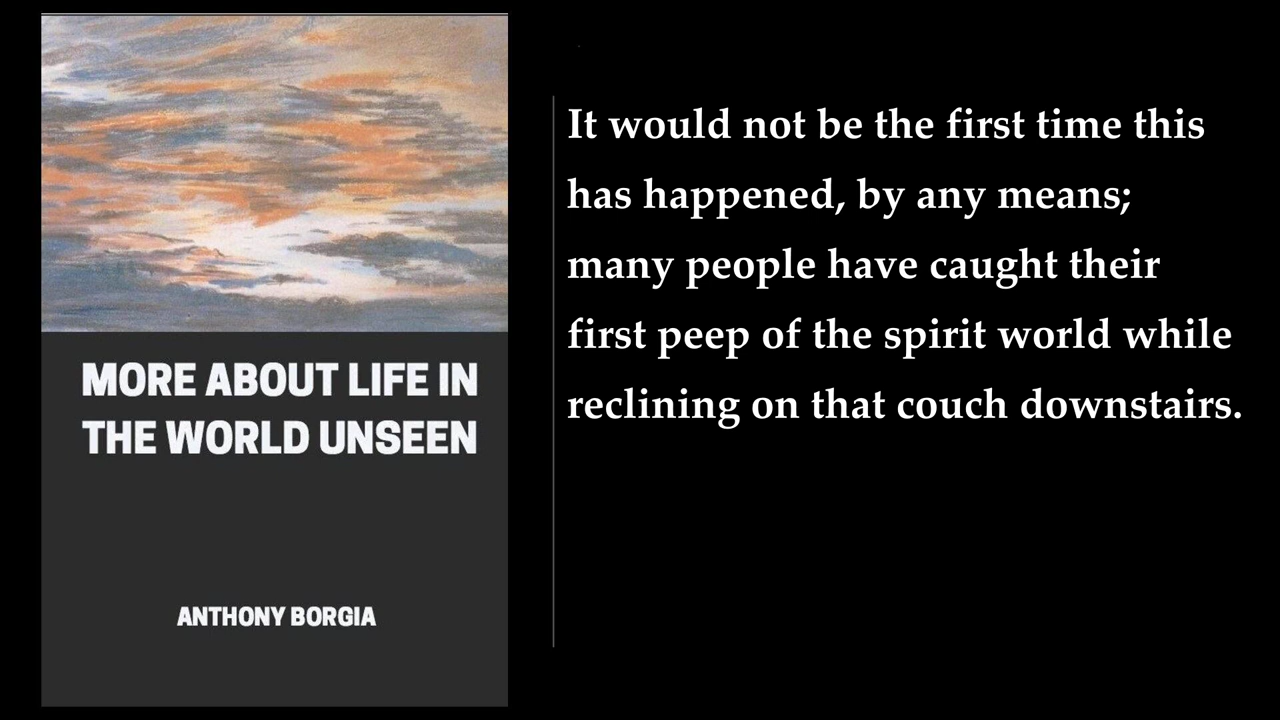 MORE ABOUT LIFE IN
THE WORLD UNSEEN
ANTHONY BORGIA
It would not be the first time this
has happened, by any means;
many people have caught their
first peep of the spirit world while
reclining on that couch downstairs.